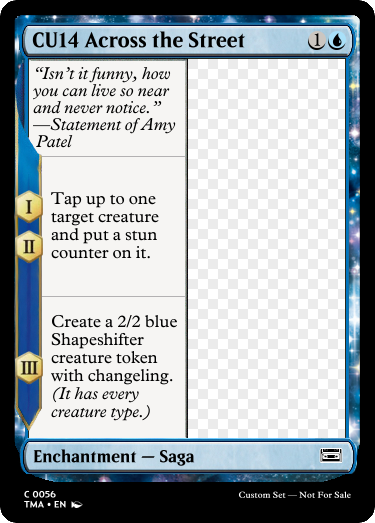 CU14 Across the Street 1
“Isn’t it funny, how
you can live so near
and never notice.”
—Statement of Amy
Patel
I
II
Tap up to one
target creature
and put a stun
counter on it.
III
Create a 2/2 blue
Shapeshifter
creature token
with changeling.
(It has every
creature type.)
Enchantment — Saga
C 0056
TMA • EN
Custom Set — Not For Sale